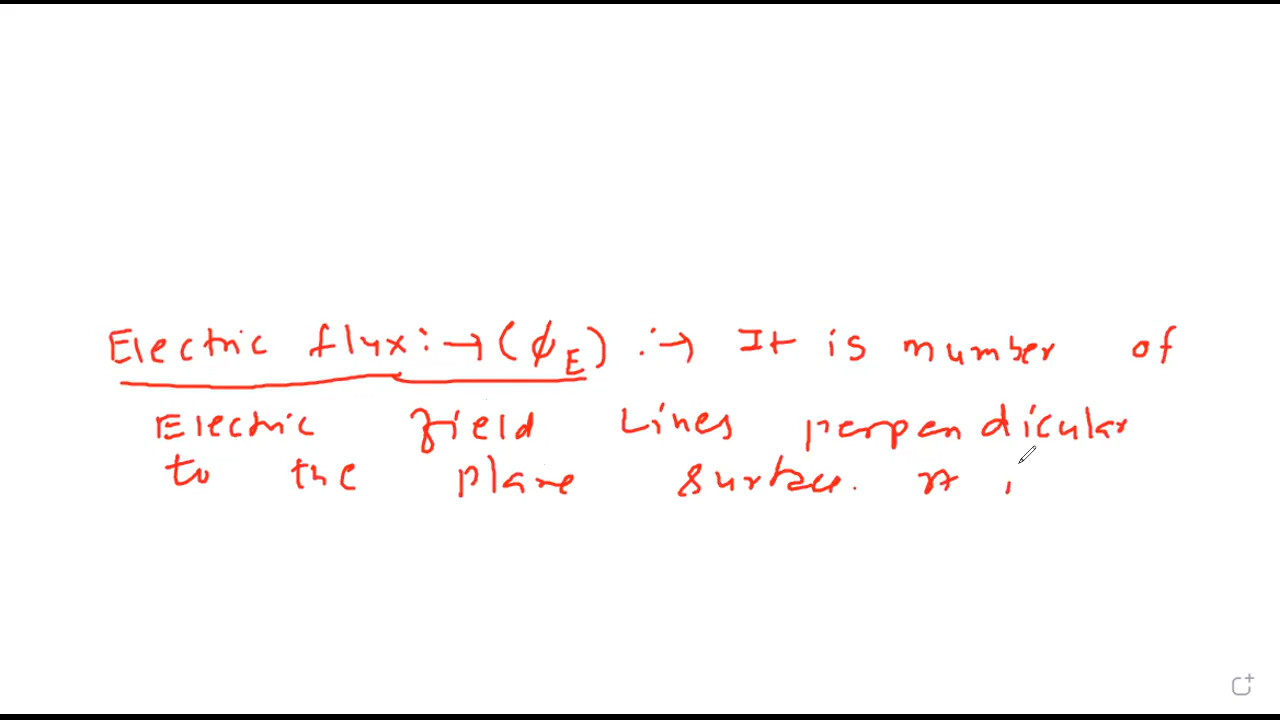 Electric flux :→ (ϕE) :→ It is number of
Electric field Lines perpendicular
to the plane surface.